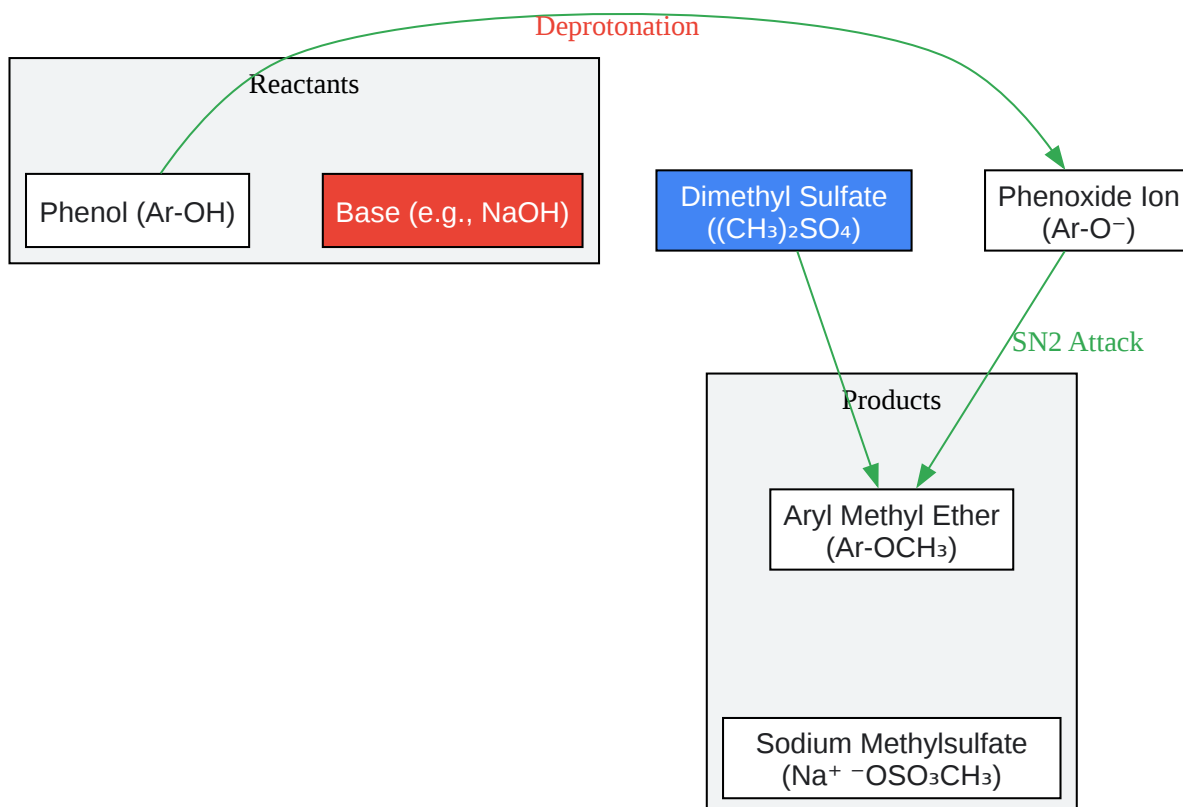 Deprotonation
Reactants
Phenol (Ar-OH)
Base (e.g., NaOH)
Dimethyl Sulfate
((CH₃)₂SO₄)
Phenoxide Ion
(Ar-O⁻)
SN2 Attack
Products
Aryl Methyl Ether
(Ar-OCH₃)
Sodium Methylsulfate
(Na⁺ ⁻OSO₃CH₃)